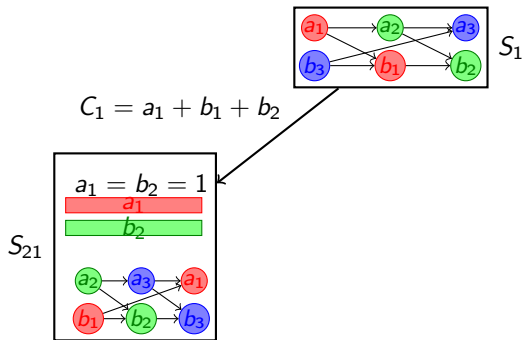 a₁ a₂ a₃
b₃ b₁ b₂
S₁
C₁ = a₁ + b₁ + b₂
a₁ = b₂ = 1
a₁
b₂
S₂₁
a₂ a₃ a₁
b₁ b₂ b₃